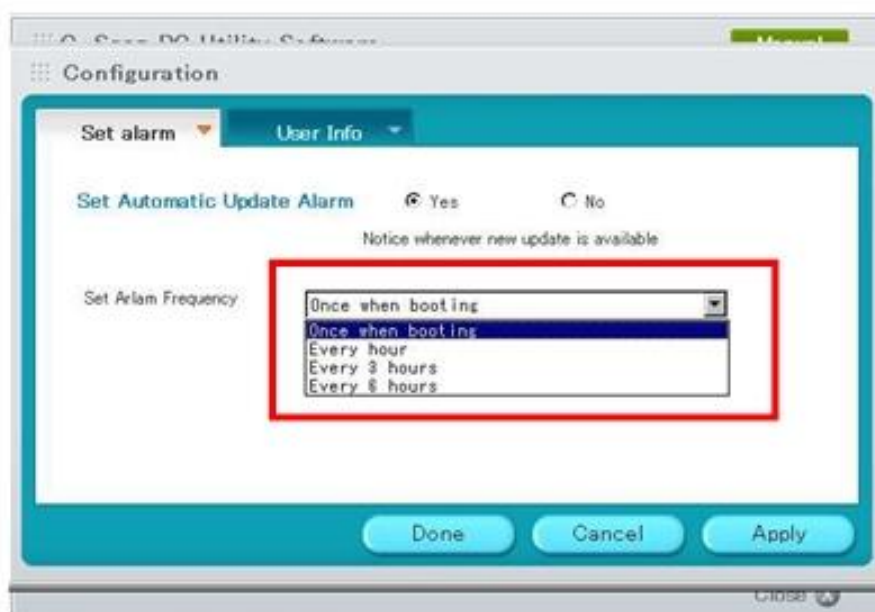 Configuration
Set alarm User Info
Set Automatic Update Alarm Yes No
Notice whenever new update is available
Set Arlam Frequency Once when booting
Once when booting
Every hour
Every 3 hours
Every 6 hours
Done Cancel Apply
Close